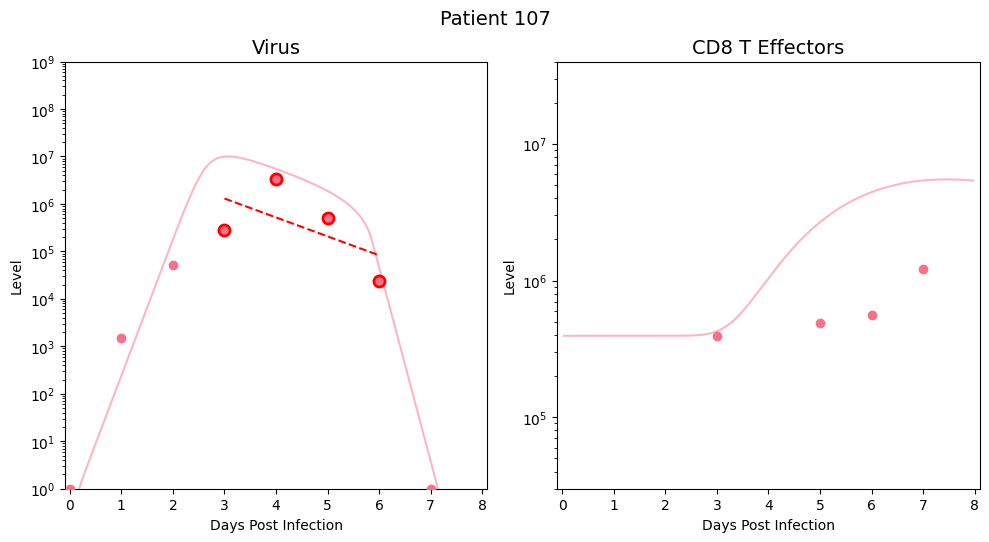 Patient 107
Virus
CD8 T Effectors
Level
10^9
10^8
10^7
10^6
10^5
10^4
10^3
10^2
10^1
10^0
0 1 2 3 4 5 6 7 8
Days Post Infection
Level
10^7
10^6
10^5
0 1 2 3 4 5 6 7 8
Days Post Infection